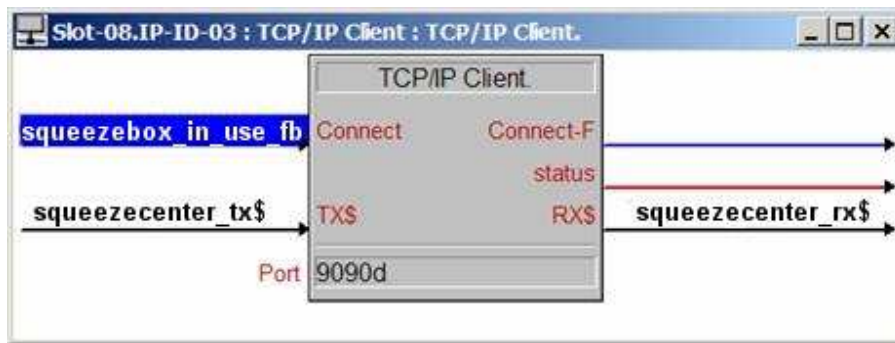 Slot-08.IP-ID-03 : TCP/IP Client : TCP/IP Client.
TCP/IP Client.
squeezebox_in_use_fb Connect Connect-F
status
squeezecenter_tx$ TX$ RX$ squeezecenter_rx$
Port 9090d